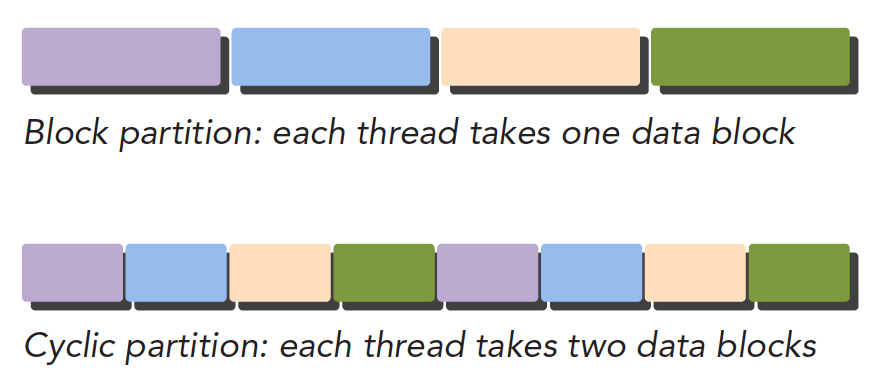 Block partition: each thread takes one data block
Cyclic partition: each thread takes two data blocks